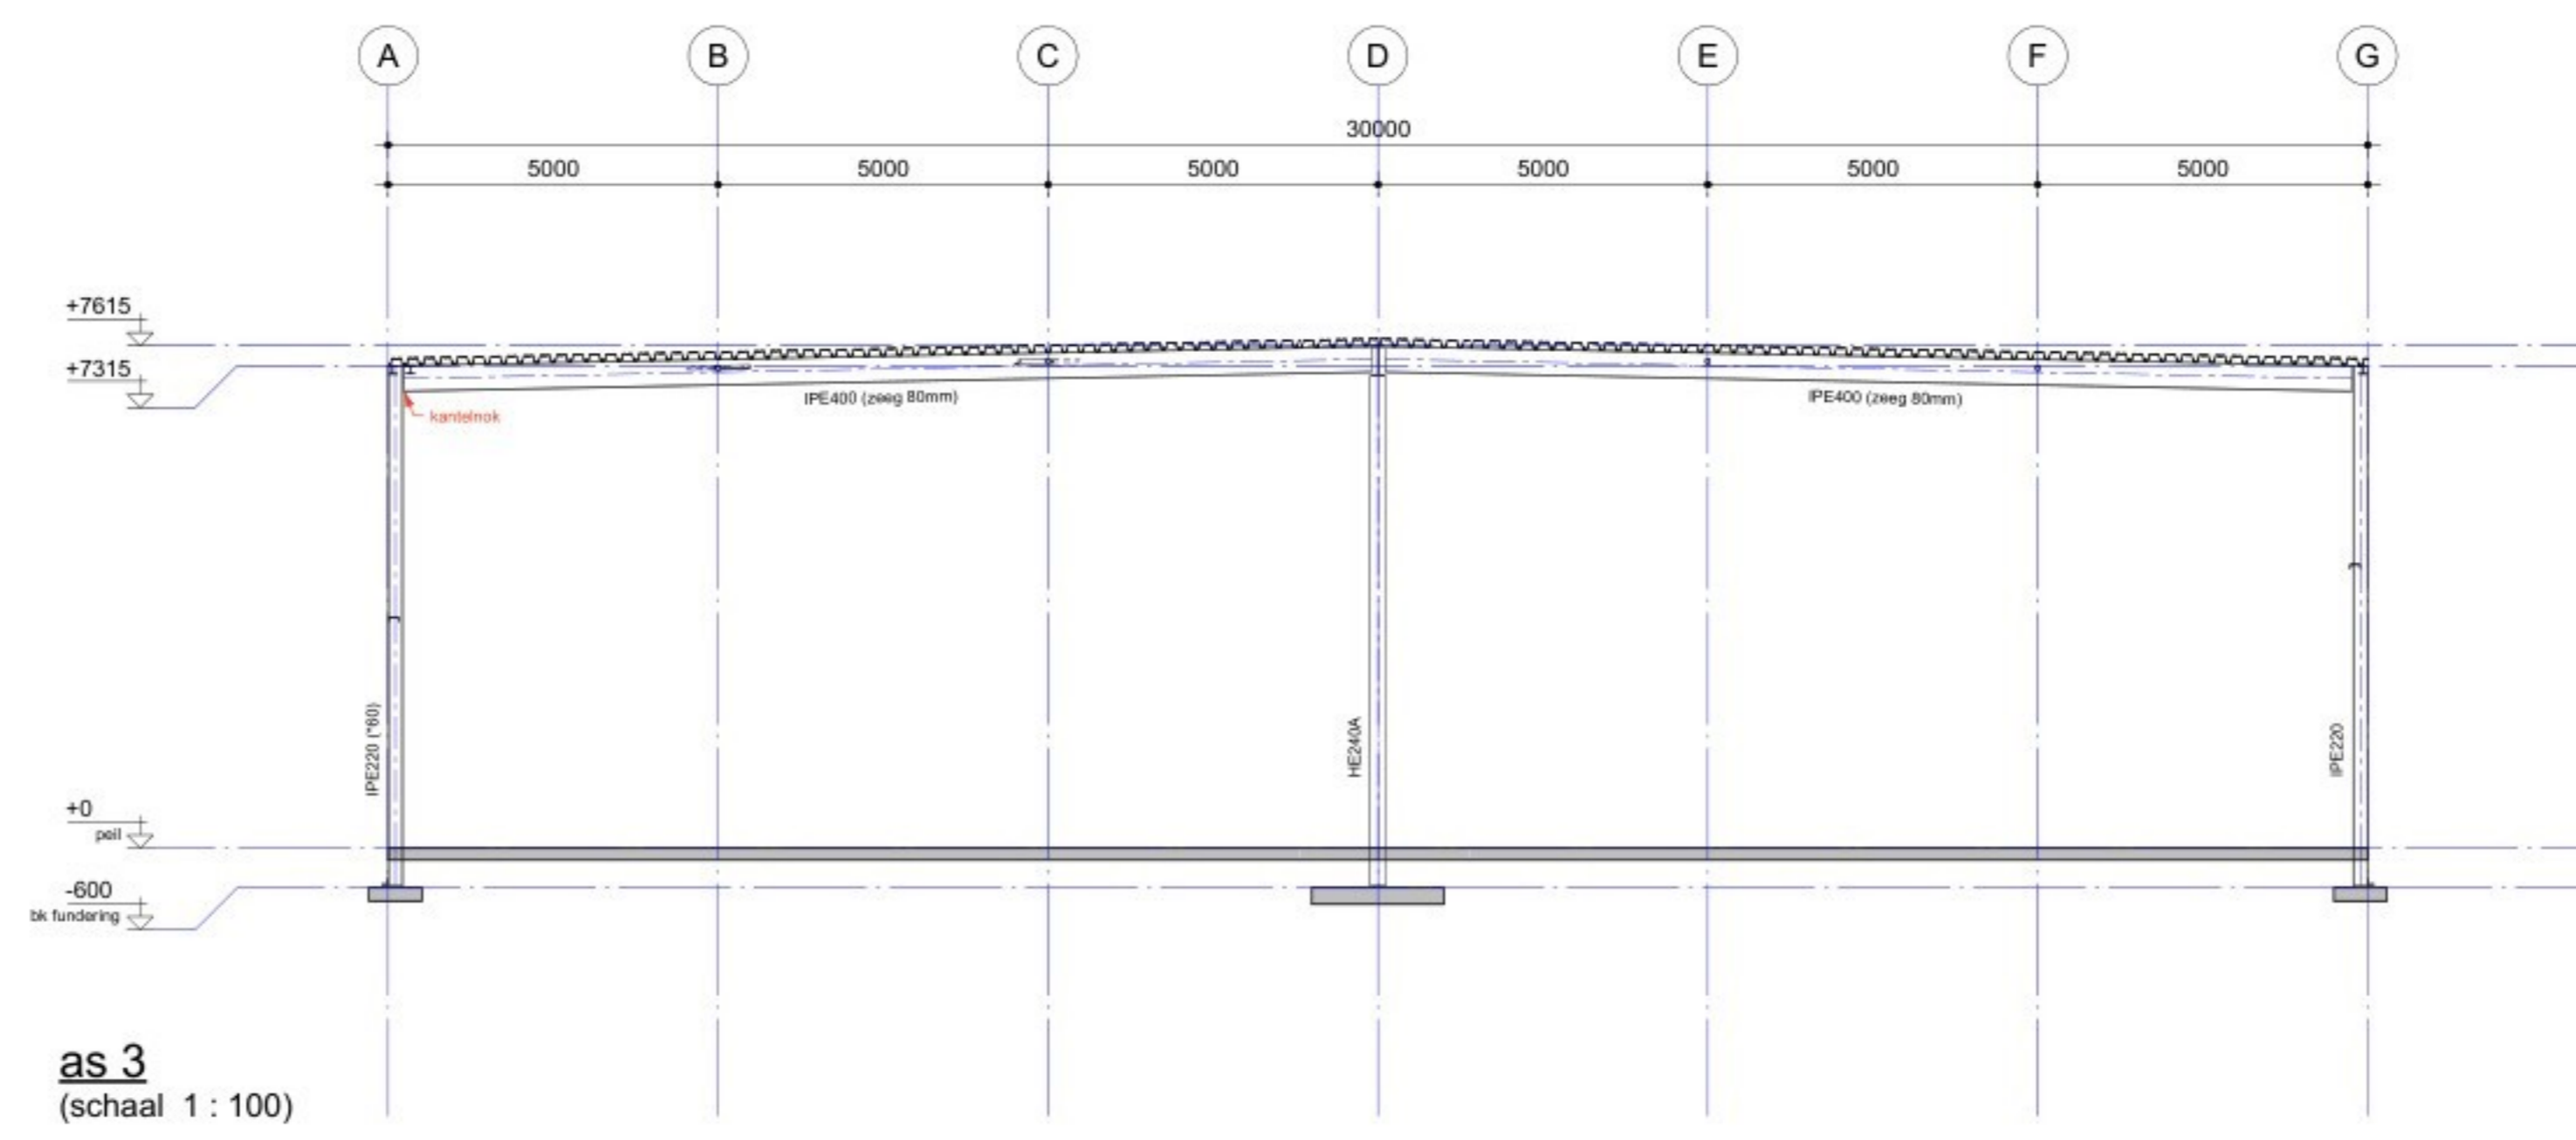 A B C D E F G
30000
5000 5000 5000 5000 5000 5000
+7615
+7315
IPE400 (zeeg 80mm) IPE400 (zeeg 80mm)
kantelnok
IPE220 (*60)
HE240A
IPE220
+0
peil
-600
bk fundering
as 3
(schaal 1 : 100)